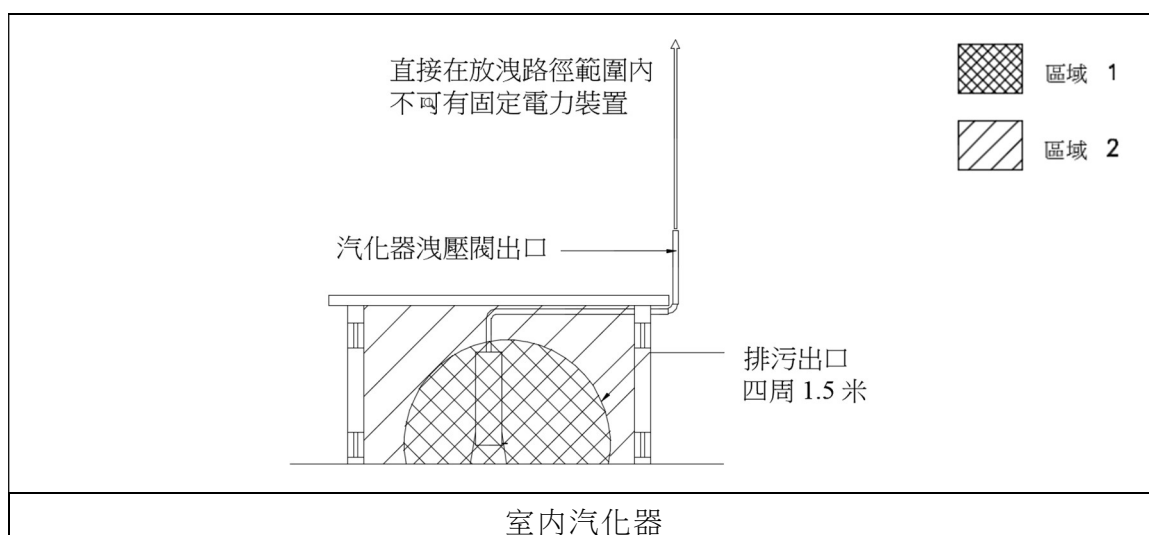 直接在放洩路徑範圍內
不可有固定電力裝置
區域 1
區域 2
汽化器洩壓閥出口
排污出口
四周 1.5 米
室內汽化器